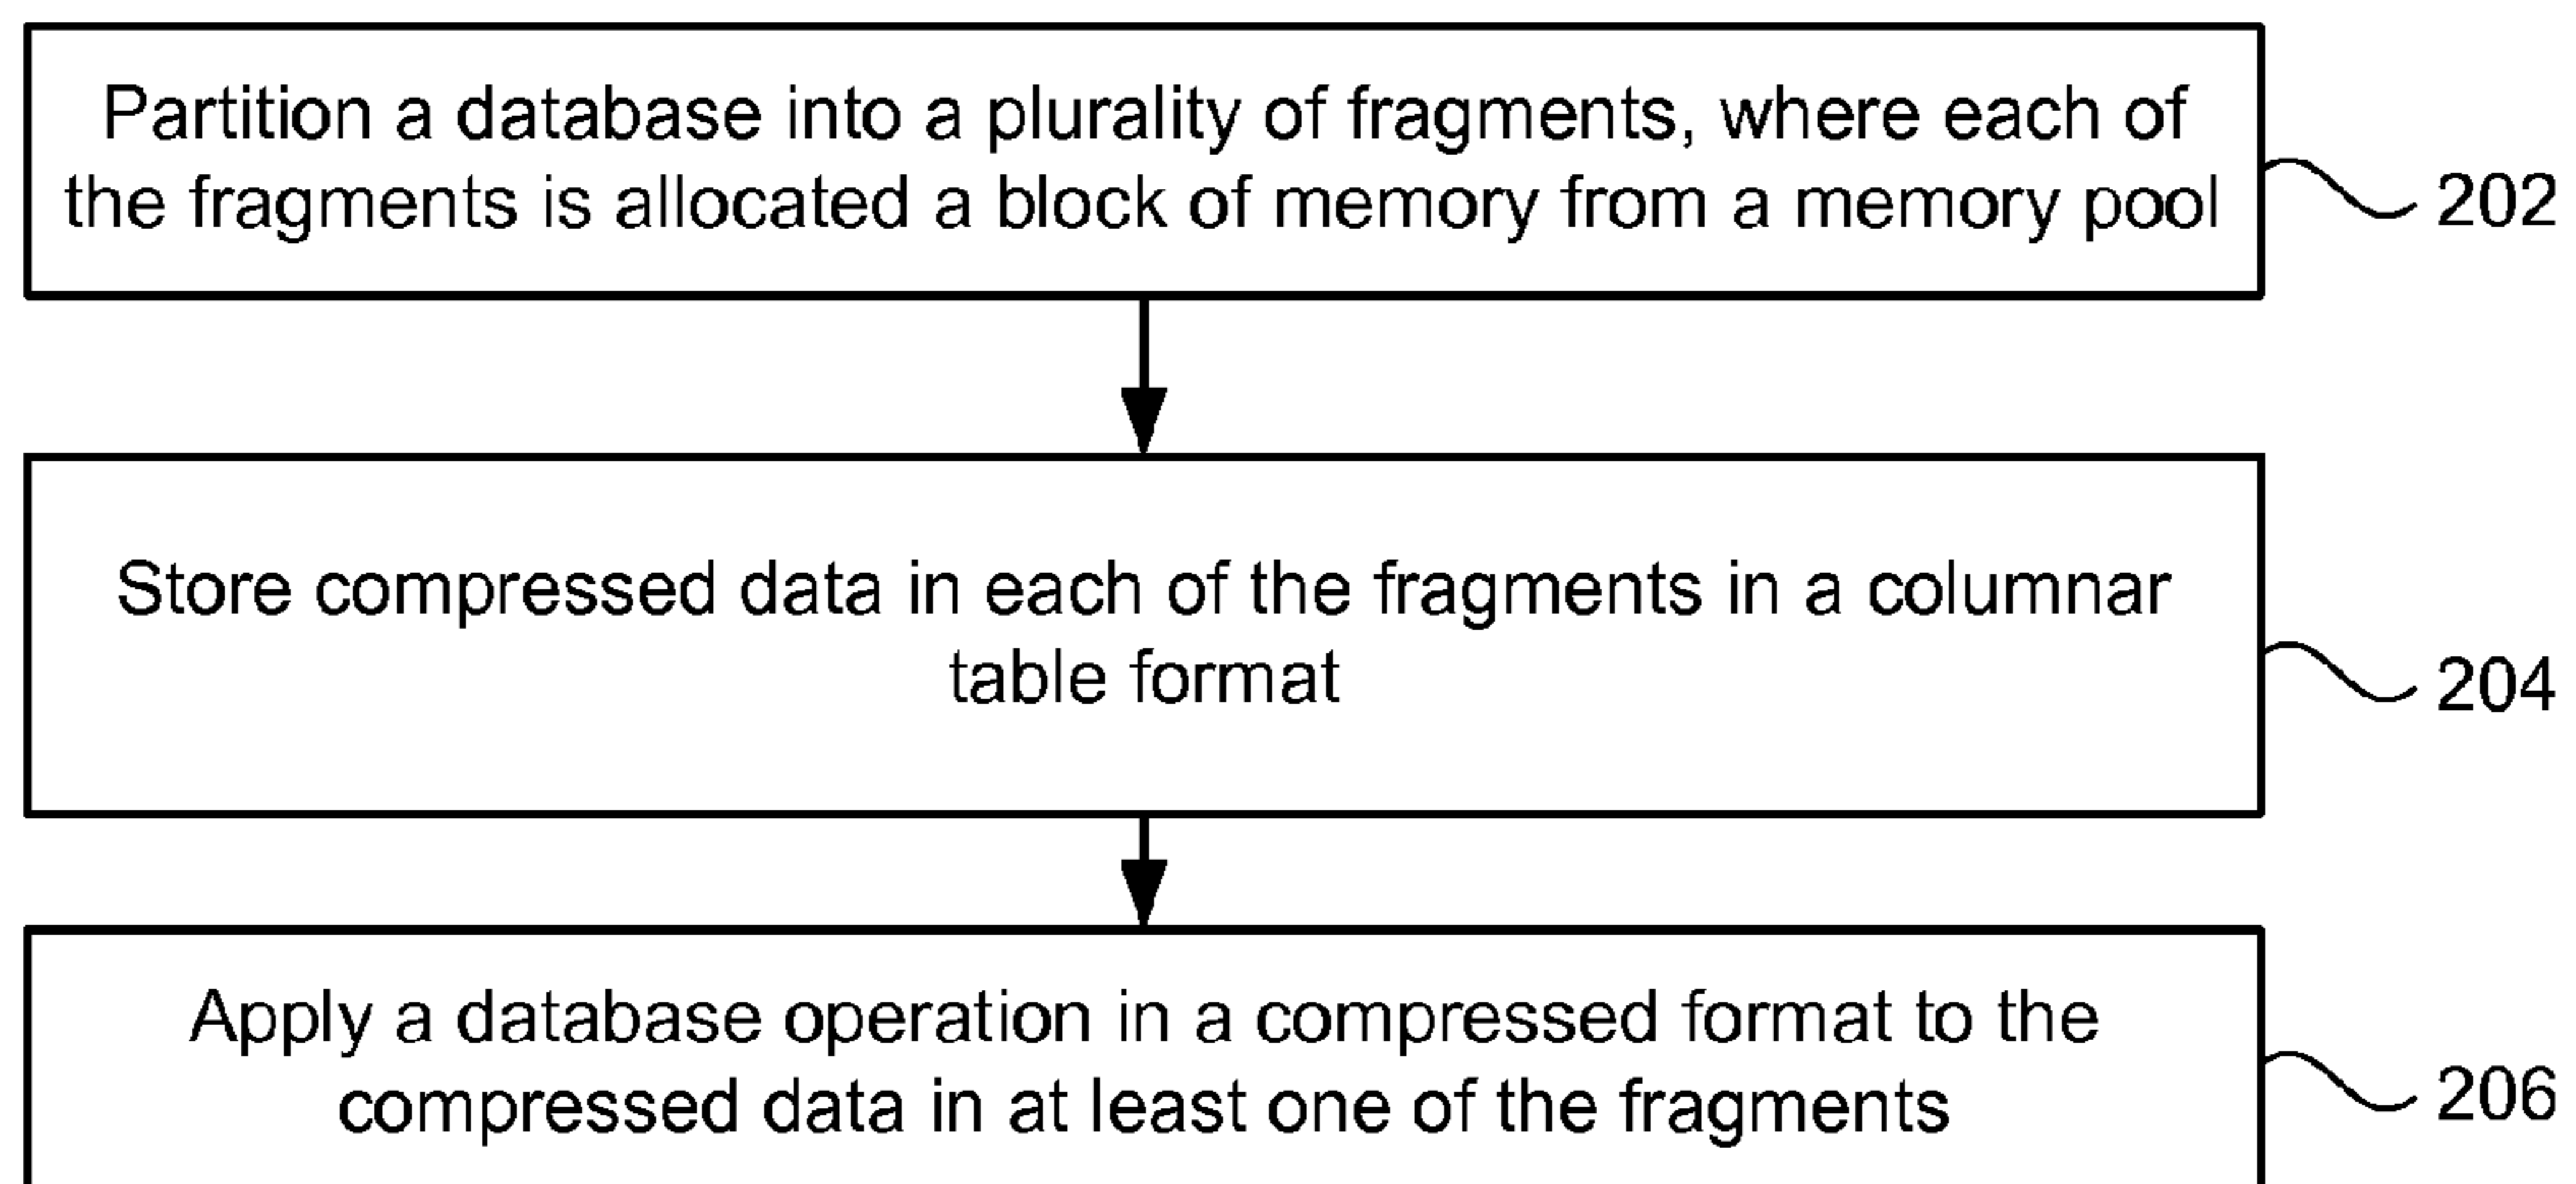 Partition a database into a plurality of fragments, where each of
the fragments is allocated a block of memory from a memory pool
202
Store compressed data in each of the fragments in a columnar
table format
204
Apply a database operation in a compressed format to the
compressed data in at least one of the fragments
206